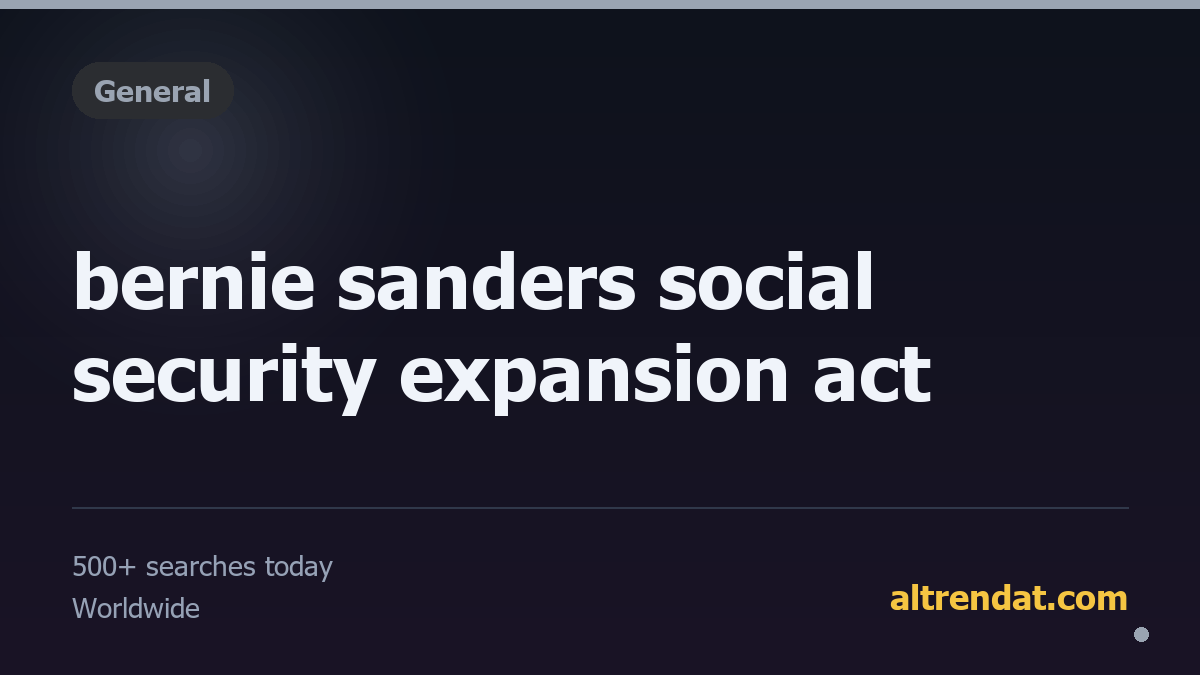 General
bernie sanders social
security expansion act
500+ searches today
Worldwide
altrendat.com